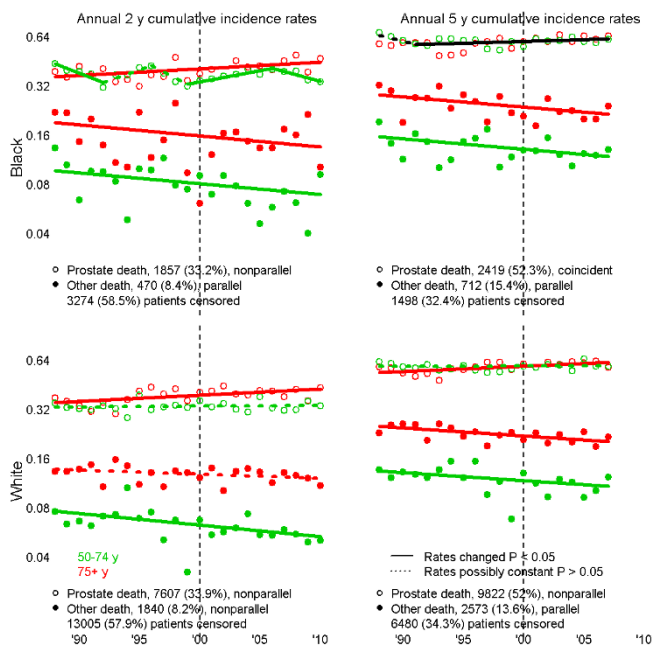 Annual 2 y cumulative incidence rates
Annual 5 y cumulative incidence rates
Black
0.64
0.32
0.16
0.08
0.04
Prostate death, 1857 (33.2%), nonparallel
Other death, 470 (8.4%), parallel
3274 (58.5%) patients censored
Prostate death, 2419 (52.3%), coincident
Other death, 712 (15.4%), parallel
1498 (32.4%) patients censored
White
0.64
0.32
0.16
0.08
0.04
50-74 y
75+ y
Prostate death, 7607 (33.9%), nonparallel
Other death, 1840 (8.2%), nonparallel
13005 (57.9%) patients censored
Rates changed P < 0.05
Rates possibly constant P > 0.05
Prostate death, 9822 (52%), nonparallel
Other death, 2573 (13.6%), parallel
6480 (34.3%) patients censored
'90 '95 '00 '05 '10
'90 '95 '00 '05 '10